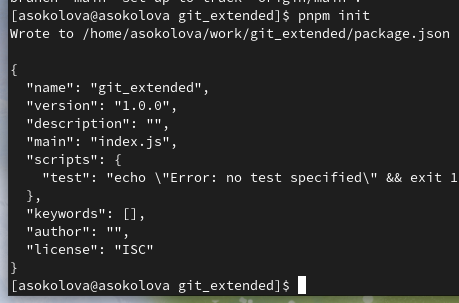 [asokolova@asokolova git_extended]$ pnpm init
Wrote to /home/asokolova/work/git_extended/package.json
{
"name": "git_extended",
"version": "1.0.0",
"description": "",
"main": "index.js",
"scripts": {
"test": "echo \"Error: no test specified\" && exit 1
},
"keywords": [],
"author": "",
"license": "ISC"
}
[asokolova@asokolova git_extended]$